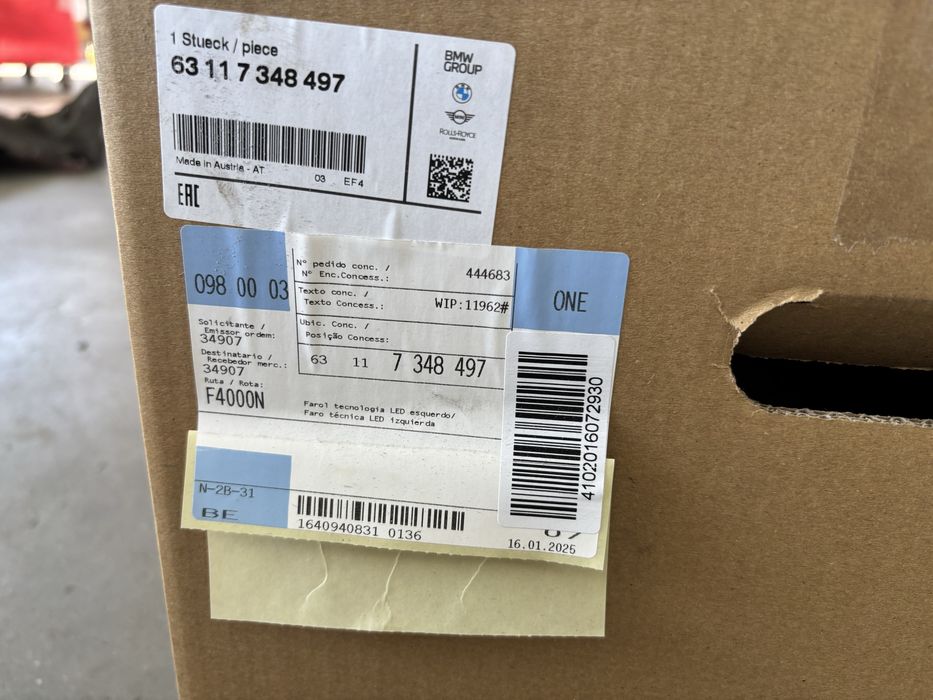 1 Stueck / piece
63 11 7 348 497
Made in Austria - AT
03 EF4
EAC
BMW
GROUP
MINI
ROLLS-ROYCE
098 00 03
Nº pedido conc. /
Nº Enc.Concess.:
444683
Texto conc. /
Texto Concess.:
WIP:11962#
Ubic. Conc. /
Posição Concess:
63 11 7 348 497
ONE
Solicitante /
Emissor ordem:
34907
Destinatario /
Recebedor merc.:
34907
Ruta / Rota:
F4000N
Farol tecnologia LED esquerdo/
Faro técnica LED izquierda
4102016072930
N-2B-31
BE
1640940831 0136
07
16.01.2025